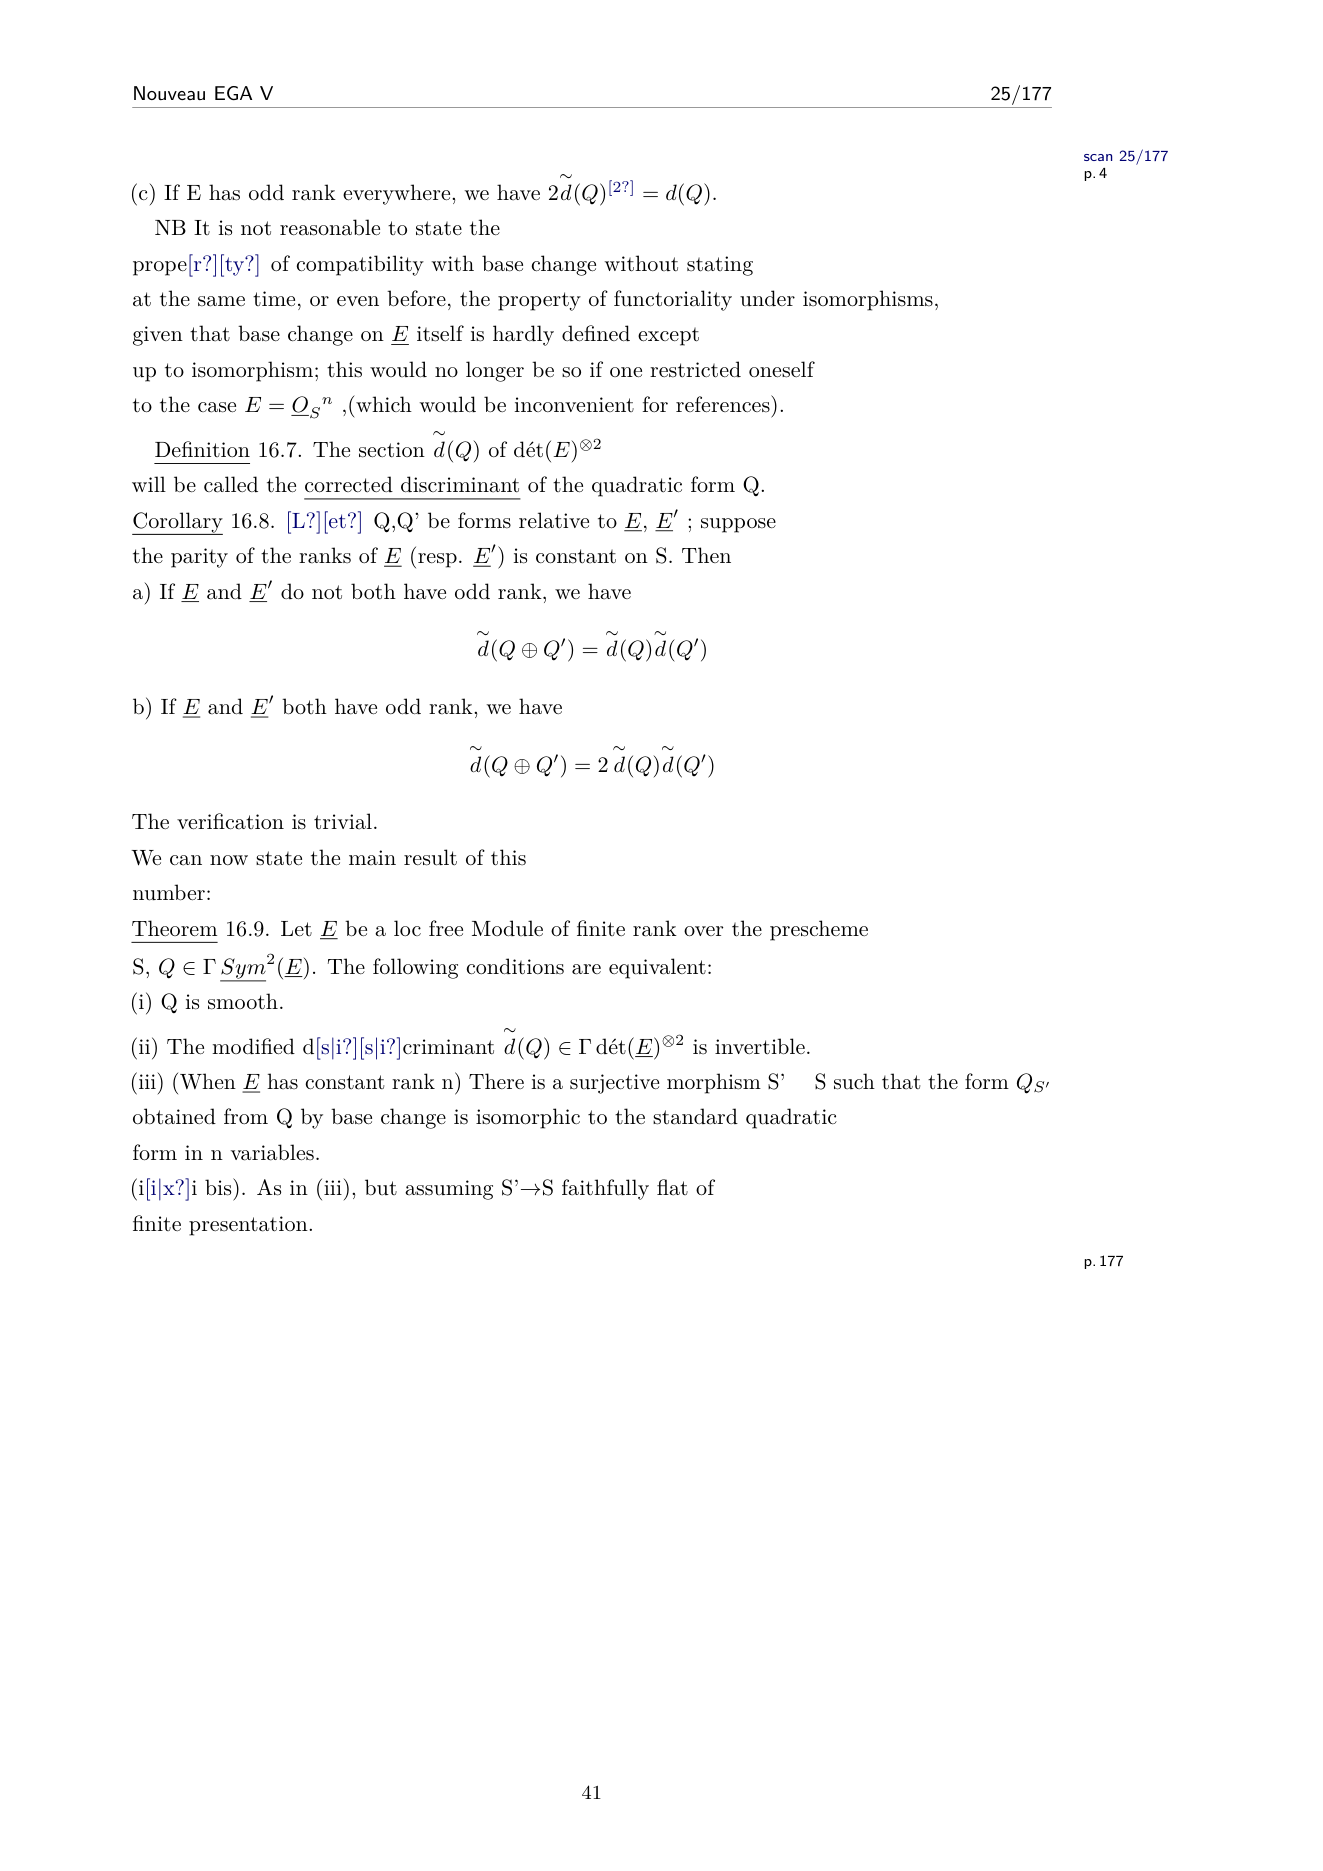 Nouveau EGA V 25/177
scan 25/177
p. 4
(c) If E has odd rank everywhere, we have 2d̃(Q)^[2?] = d(Q).
NB It is not reasonable to state the
prope[r?][ty?] of compatibility with base change without stating
at the same time, or even before, the property of functoriality under isomorphisms,
given that base change on E itself is hardly defined except
up to isomorphism; this would no longer be so if one restricted oneself
to the case E = O_S^n ,(which would be inconvenient for references).
Definition 16.7. The section d̃(Q) of dét(E)^⊗2
will be called the corrected discriminant of the quadratic form Q.
Corollary 16.8. [L?][et?] Q,Q' be forms relative to E, E′ ; suppose
the parity of the ranks of E (resp. E′) is constant on S. Then
a) If E and E′ do not both have odd rank, we have
d̃(Q ⊕ Q′) = d̃(Q)d̃(Q′)
b) If E and E′ both have odd rank, we have
d̃(Q ⊕ Q′) = 2 d̃(Q)d̃(Q′)
The verification is trivial.
We can now state the main result of this
number:
Theorem 16.9. Let E be a loc free Module of finite rank over the prescheme
S, Q ∈ Γ Sym²(E). The following conditions are equivalent:
(i) Q is smooth.
(ii) The modified d[s|i?][s|i?]criminant d̃(Q) ∈ Γ dét(E)^⊗2 is invertible.
(iii) (When E has constant rank n) There is a surjective morphism S' S such that the form Q_S′
obtained from Q by base change is isomorphic to the standard quadratic
form in n variables.
(i[i|x?]i bis). As in (iii), but assuming S'→S faithfully flat of
finite presentation.
p. 177
41